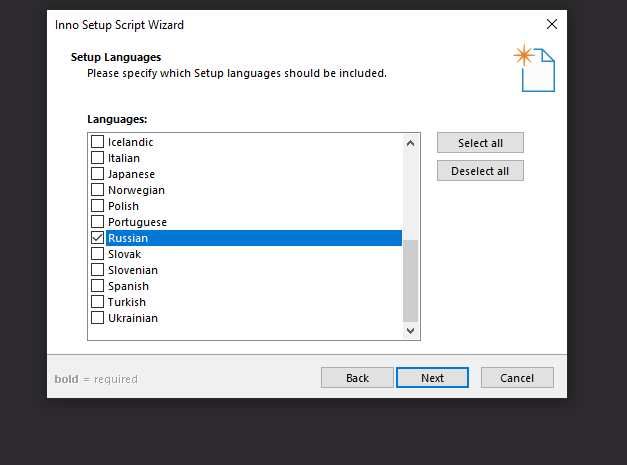 Inno Setup Script Wizard
Setup Languages
Please specify which Setup languages should be included.
Languages:
Icelandic
Italian
Japanese
Norwegian
Polish
Portuguese
Russian
Slovak
Slovenian
Spanish
Turkish
Ukrainian
Select all
Deselect all
bold = required
Back
Next
Cancel